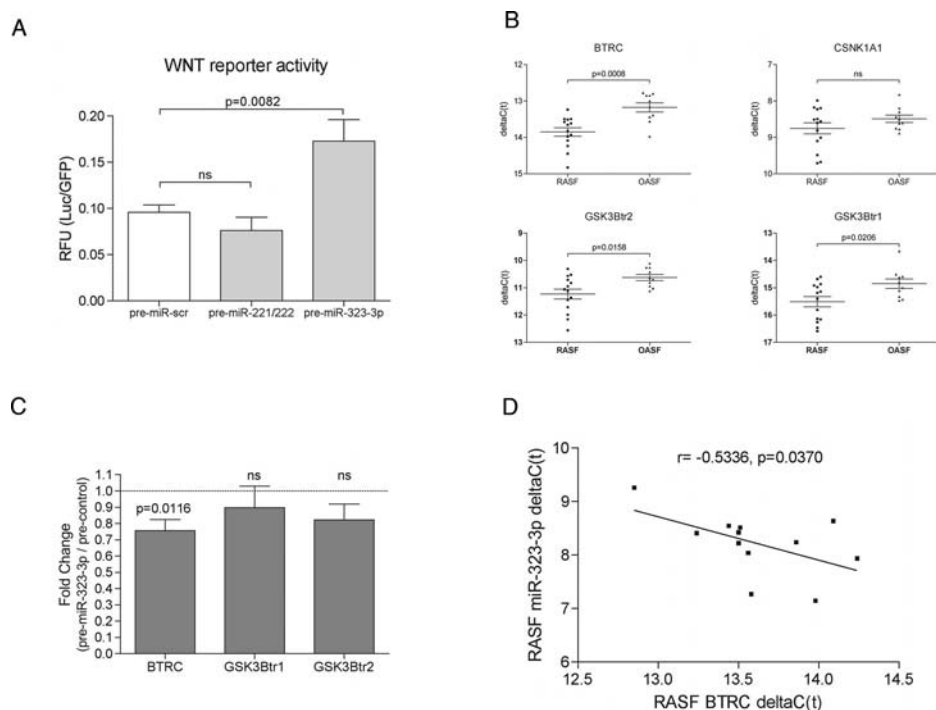 A
WNT reporter activity
p=0.0082
ns
RFU (Luc/GFP)
0.20
0.15
0.10
0.05
0.00
pre-miR-scr pre-miR-221/222 pre-miR-323-3p
B
BTRC
p=0.0008
deltaC(t)
12
13
14
15
RASF OASF
CSNK1A1
ns
deltaC(t)
7
8
9
10
RASF OASF
GSK3Btr2
p=0.0158
deltaC(t)
9
10
11
12
13
RASF OASF
GSK3Btr1
p=0.0206
deltaC(t)
13
14
15
16
17
RASF OASF
C
Fold Change
(pre-miR-323-3p / pre-control)
1.1
1.0
0.9
0.8
0.7
0.6
0.5
0.4
0.3
0.2
0.1
0.0
p=0.0116
ns
ns
BTRC GSK3Btr1 GSK3Btr2
D
r= -0.5336, p=0.0370
RASF miR-323-3p deltaC(t)
10
9
8
7
6
12.5 13.0 13.5 14.0 14.5
RASF BTRC deltaC(t)